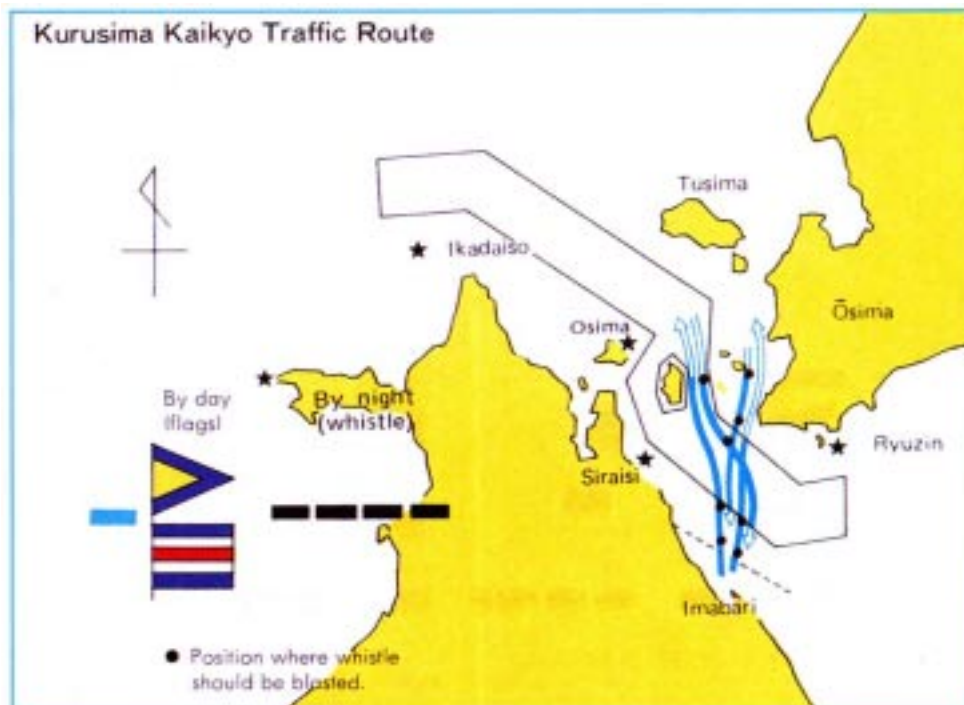 Kurusima Kaikyo Traffic Route
Tusima
Ikadaiso
Ōsima
Osima
By day
(flags)
By night
(whistle)
Ryuzin
Siraisi
Imabari
Position where whistle
should be blasted.